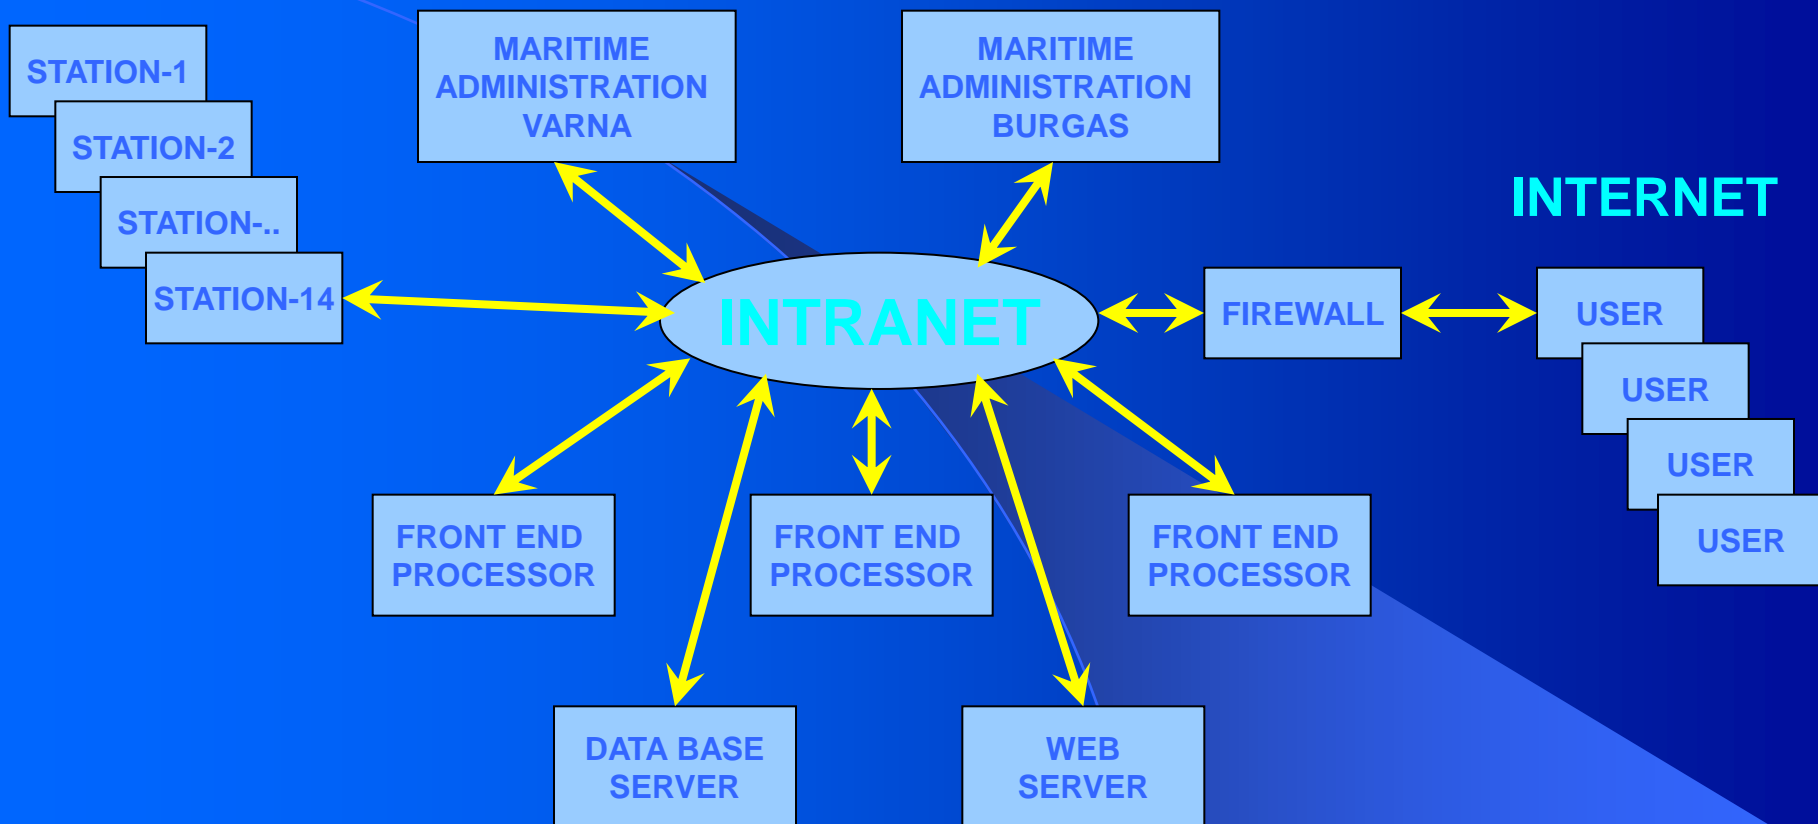 STATION-1
STATION-2
STATION-..
STATION-14
MARITIME
ADMINISTRATION
VARNA
MARITIME
ADMINISTRATION
BURGAS
INTERNET
INTRANET
FIREWALL
USER
USER
USER
USER
FRONT END
PROCESSOR
FRONT END
PROCESSOR
FRONT END
PROCESSOR
DATA BASE
SERVER
WEB
SERVER